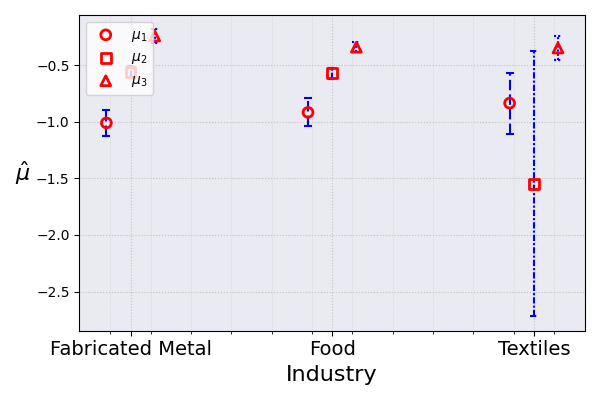 μ1
μ2
μ3
−0.5
−1.0
−1.5
−2.0
−2.5
μ̂
Fabricated Metal Food Textiles
Industry